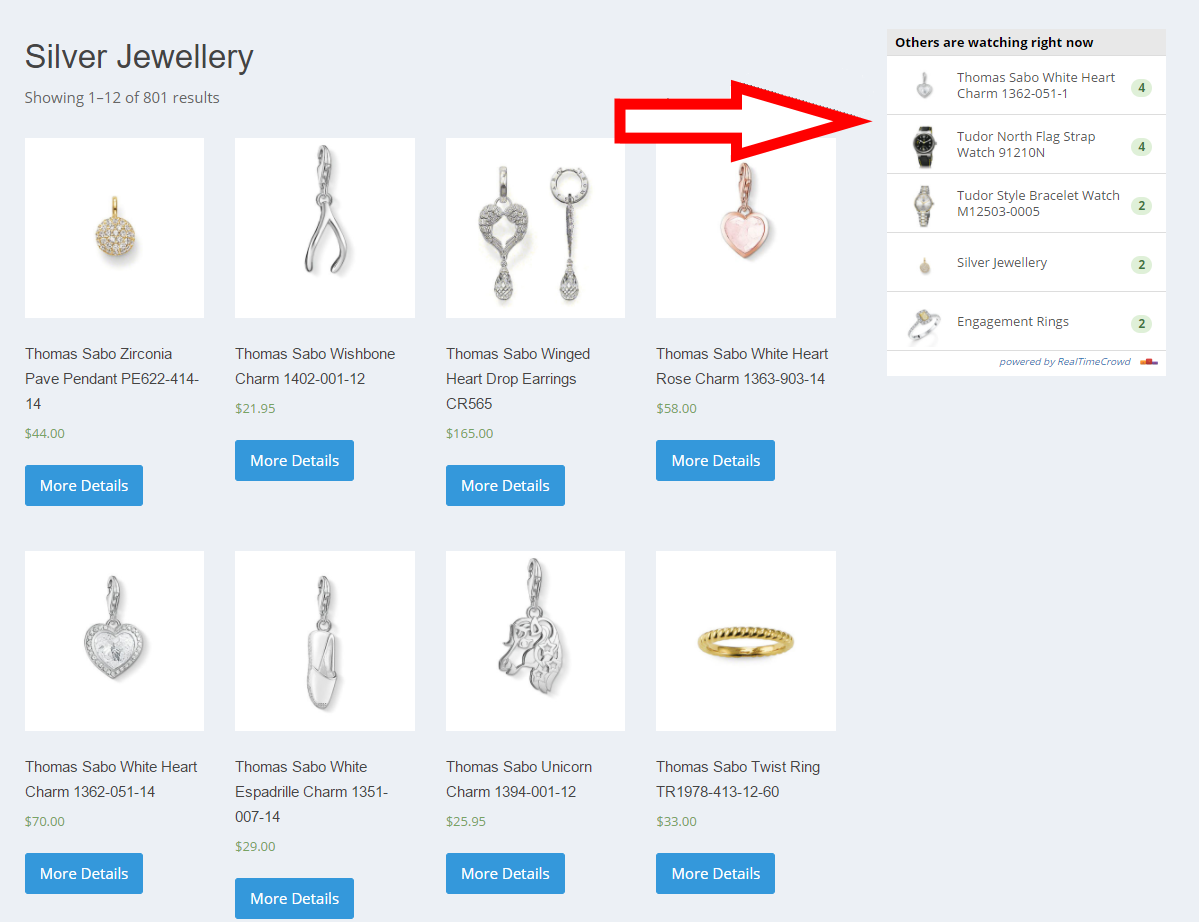 Silver Jewellery
Showing 1–12 of 801 results
Thomas Sabo Zirconia
Pave Pendant PE622-414-
14
$44.00
More Details
Thomas Sabo Wishbone
Charm 1402-001-12
$21.95
More Details
Thomas Sabo Winged
Heart Drop Earrings
CR565
$165.00
More Details
Thomas Sabo White Heart
Rose Charm 1363-903-14
$58.00
More Details
Thomas Sabo White Heart
Charm 1362-051-14
$70.00
More Details
Thomas Sabo White
Espadrille Charm 1351-
007-14
$29.00
More Details
Thomas Sabo Unicorn
Charm 1394-001-12
$25.95
More Details
Thomas Sabo Twist Ring
TR1978-413-12-60
$33.00
More Details
Others are watching right now
Thomas Sabo White Heart
Charm 1362-051-1
4
Tudor North Flag Strap
Watch 91210N
4
Tudor Style Bracelet Watch
M12503-0005
2
Silver Jewellery
2
Engagement Rings
2
powered by RealTimeCrowd